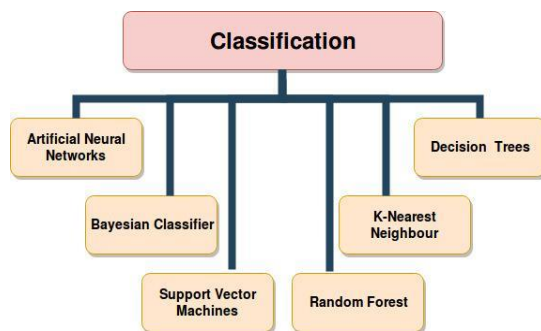 Classification
Artificial Neural
Networks
Decision Trees
Bayesian Classifier
K-Nearest
Neighbour
Support Vector
Machines
Random Forest